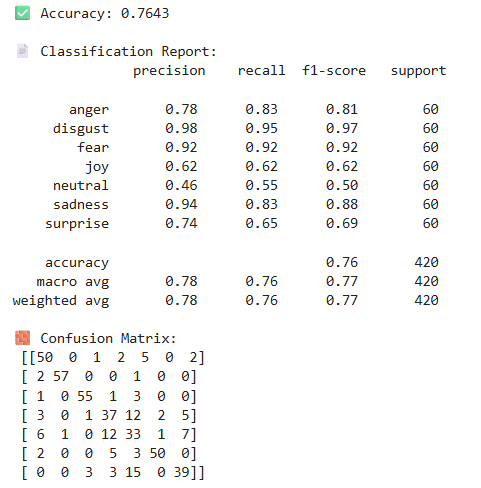 ✅ Accuracy: 0.7643
📄 Classification Report:
precision recall f1-score support
anger 0.78 0.83 0.81 60
disgust 0.98 0.95 0.97 60
fear 0.92 0.92 0.92 60
joy 0.62 0.62 0.62 60
neutral 0.46 0.55 0.50 60
sadness 0.94 0.83 0.88 60
surprise 0.74 0.65 0.69 60
accuracy 0.76 420
macro avg 0.78 0.76 0.77 420
weighted avg 0.78 0.76 0.77 420
🧱 Confusion Matrix:
[[50 0 1 2 5 0 2]
[ 2 57 0 0 1 0 0]
[ 1 0 55 1 3 0 0]
[ 3 0 1 37 12 2 5]
[ 6 1 0 12 33 1 7]
[ 2 0 0 5 3 50 0]
[ 0 0 3 3 15 0 39]]